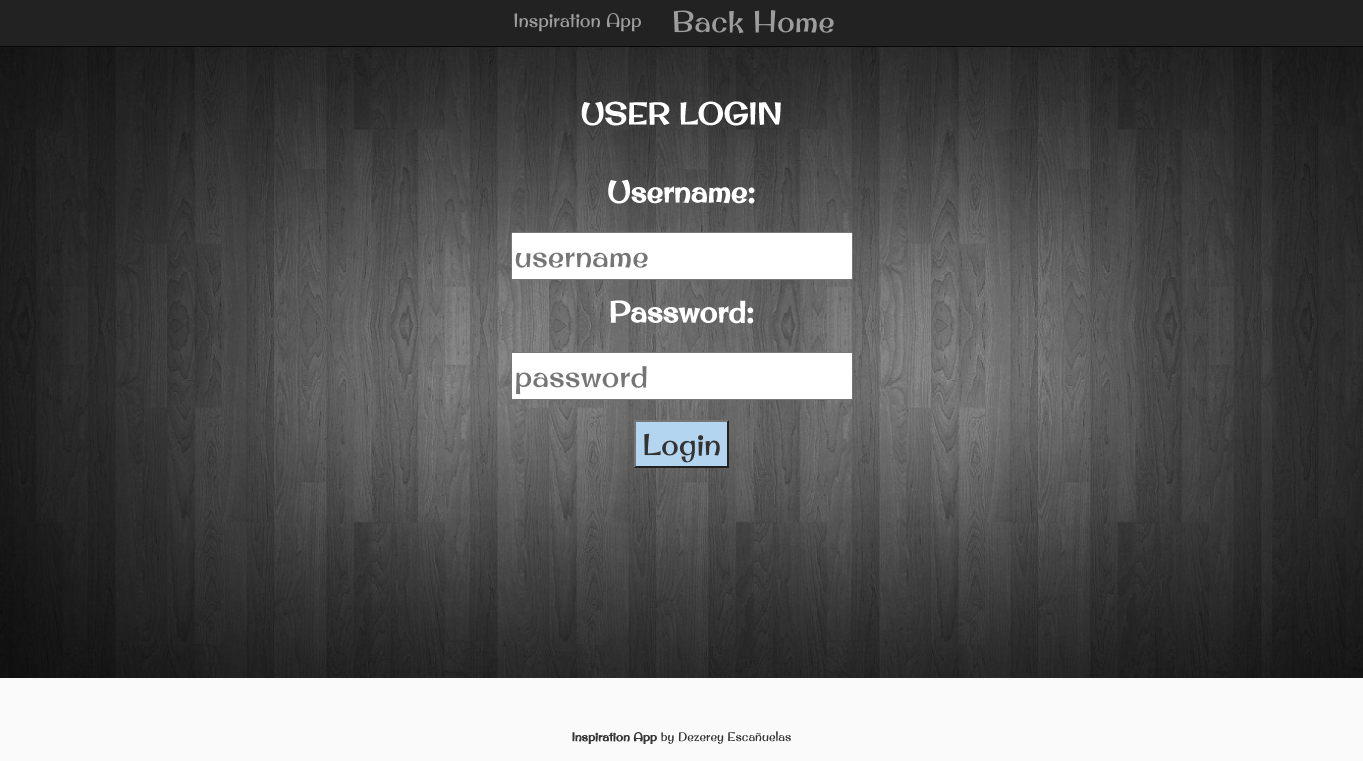 Inspiration App Back Home
USER LOGIN
Username:
username
Password:
password
Login
Inspiration App by Dezerey Escañuelas